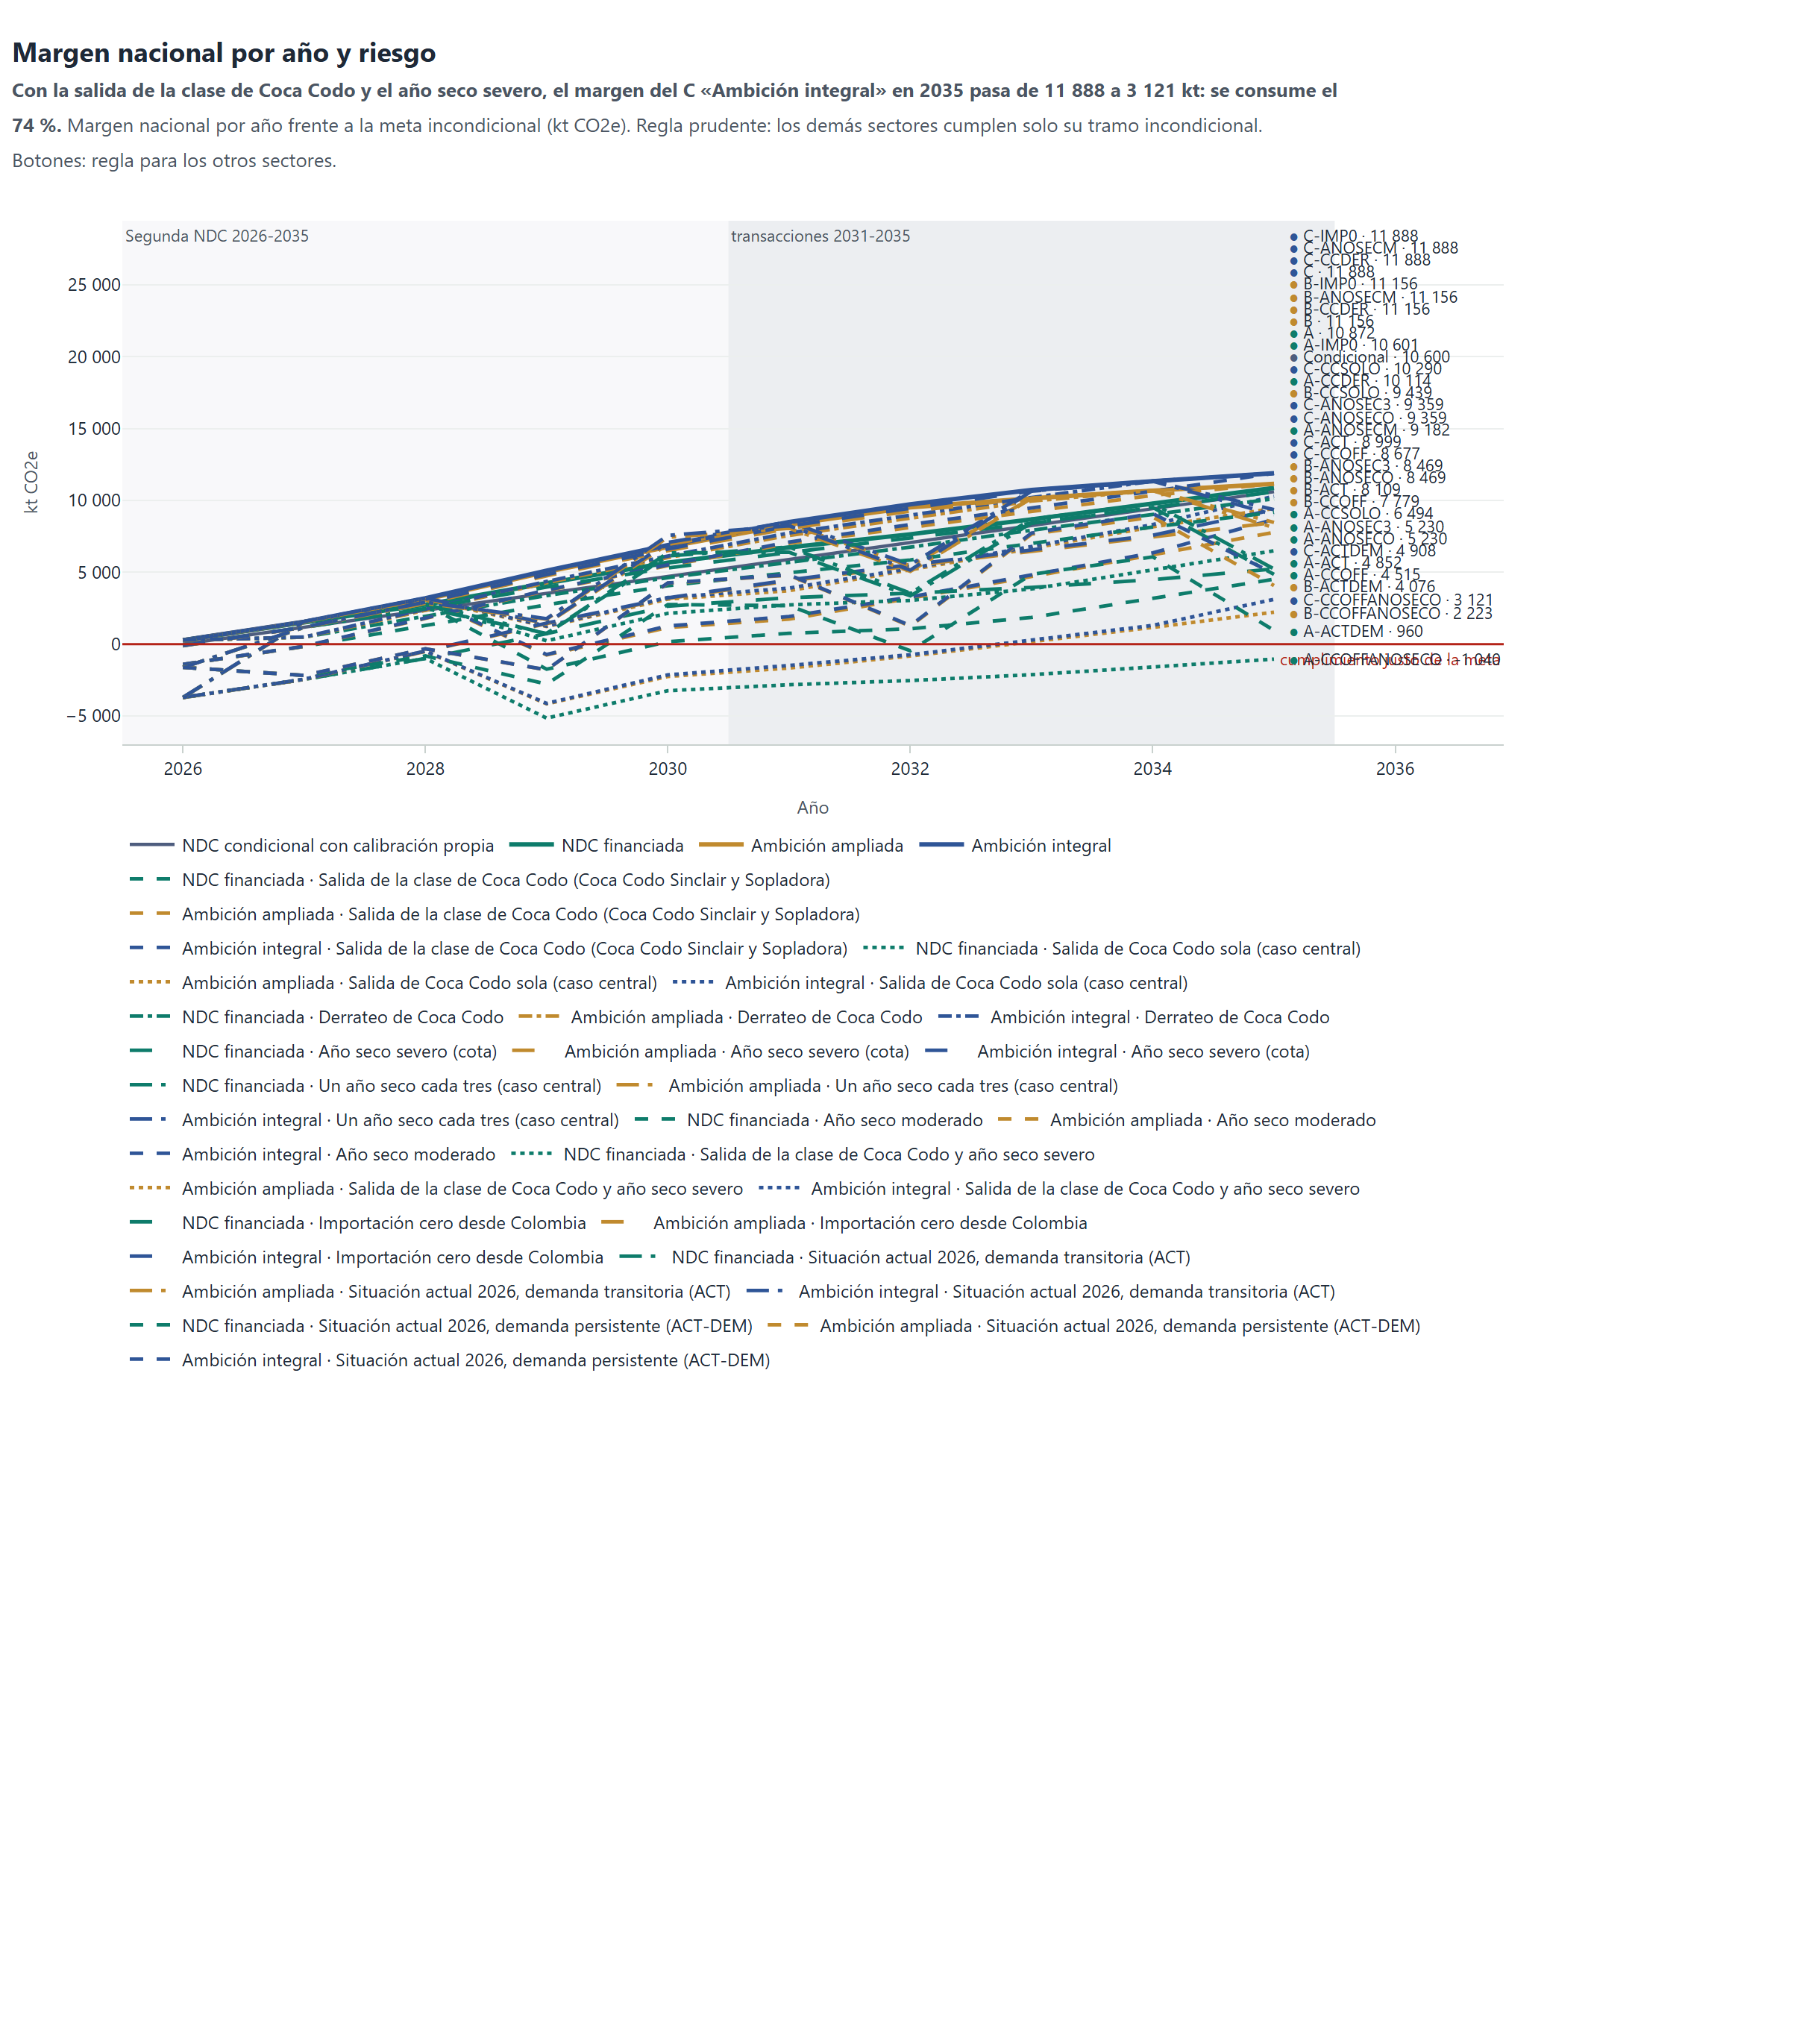 Margen nacional por año y riesgo
Con la salida de la clase de Coca Codo y el año seco severo, el margen del C «Ambición integral» en 2035 pasa de 11 888 a 3 121 kt: se consume el
74 %. Margen nacional por año frente a la meta incondicional (kt CO2e). Regla prudente: los demás sectores cumplen solo su tramo incondicional.
Botones: regla para los otros sectores.
Segunda NDC 2026-2035
transacciones 2031-2035
C-IMP0 · 11 888
C-ANOSECM · 11 888
C-CCDER · 11 888
C · 11 888
B-IMP0 · 11 156
B-ANOSECM · 11 156
B-CCDER · 11 156
B · 11 156
A · 10 872
A-IMP0 · 10 601
Condicional · 10 600
C-CCSOLO · 10 290
A-CCDER · 10 114
B-CCSOLO · 9 439
C-ANOSEC3 · 9 359
C-ANOSECO · 9 359
A-ANOSECM · 9 182
C-ACT · 8 999
C-CCOFF · 8 677
B-ANOSEC3 · 8 469
B-ANOSECO · 8 469
B-ACT · 8 109
B-CCOFF · 7 779
A-CCSOLO · 6 494
A-ANOSEC3 · 5 230
A-ANOSECO · 5 230
C-ACTDEM · 4 908
A-ACT · 4 852
A-CCOFF · 4 515
B-ACTDEM · 4 076
C-CCOFFANOSECO · 3 121
B-CCOFFANOSECO · 2 223
A-ACTDEM · 960
A-CCOFFANOSECO · −1 040
cumplimiento justo de la meta
25 000
20 000
15 000
10 000
5 000
0
−5 000
kt CO2e
2026
2028
2030
2032
2034
2036
Año
NDC condicional con calibración propia NDC financiada Ambición ampliada Ambición integral
NDC financiada · Salida de la clase de Coca Codo (Coca Codo Sinclair y Sopladora)
Ambición ampliada · Salida de la clase de Coca Codo (Coca Codo Sinclair y Sopladora)
Ambición integral · Salida de la clase de Coca Codo (Coca Codo Sinclair y Sopladora) NDC financiada · Salida de Coca Codo sola (caso central)
Ambición ampliada · Salida de Coca Codo sola (caso central) Ambición integral · Salida de Coca Codo sola (caso central)
NDC financiada · Derrateo de Coca Codo Ambición ampliada · Derrateo de Coca Codo Ambición integral · Derrateo de Coca Codo
NDC financiada · Año seco severo (cota) Ambición ampliada · Año seco severo (cota) Ambición integral · Año seco severo (cota)
NDC financiada · Un año seco cada tres (caso central) Ambición ampliada · Un año seco cada tres (caso central)
Ambición integral · Un año seco cada tres (caso central) NDC financiada · Año seco moderado Ambición ampliada · Año seco moderado
Ambición integral · Año seco moderado NDC financiada · Salida de la clase de Coca Codo y año seco severo
Ambición ampliada · Salida de la clase de Coca Codo y año seco severo Ambición integral · Salida de la clase de Coca Codo y año seco severo
NDC financiada · Importación cero desde Colombia Ambición ampliada · Importación cero desde Colombia
Ambición integral · Importación cero desde Colombia NDC financiada · Situación actual 2026, demanda transitoria (ACT)
Ambición ampliada · Situación actual 2026, demanda transitoria (ACT) Ambición integral · Situación actual 2026, demanda transitoria (ACT)
NDC financiada · Situación actual 2026, demanda persistente (ACT-DEM) Ambición ampliada · Situación actual 2026, demanda persistente (ACT-DEM)
Ambición integral · Situación actual 2026, demanda persistente (ACT-DEM)